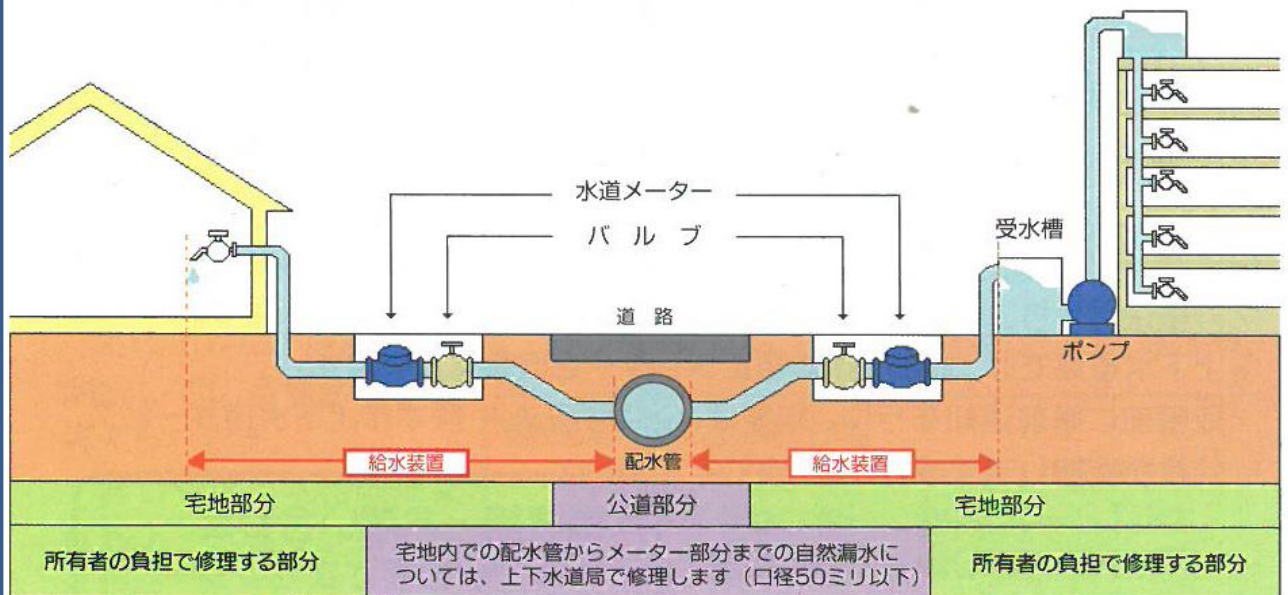 水道メーター
バルブ
受水槽
道路
ポンプ
給水装置
配水管
給水装置
宅地部分
公道部分
宅地部分
所有者の負担で修理する部分
宅地内での配水管からメーター部分までの自然漏水に
ついては、上下水道局で修理します（口径50ミリ以下）
所有者の負担で修理する部分